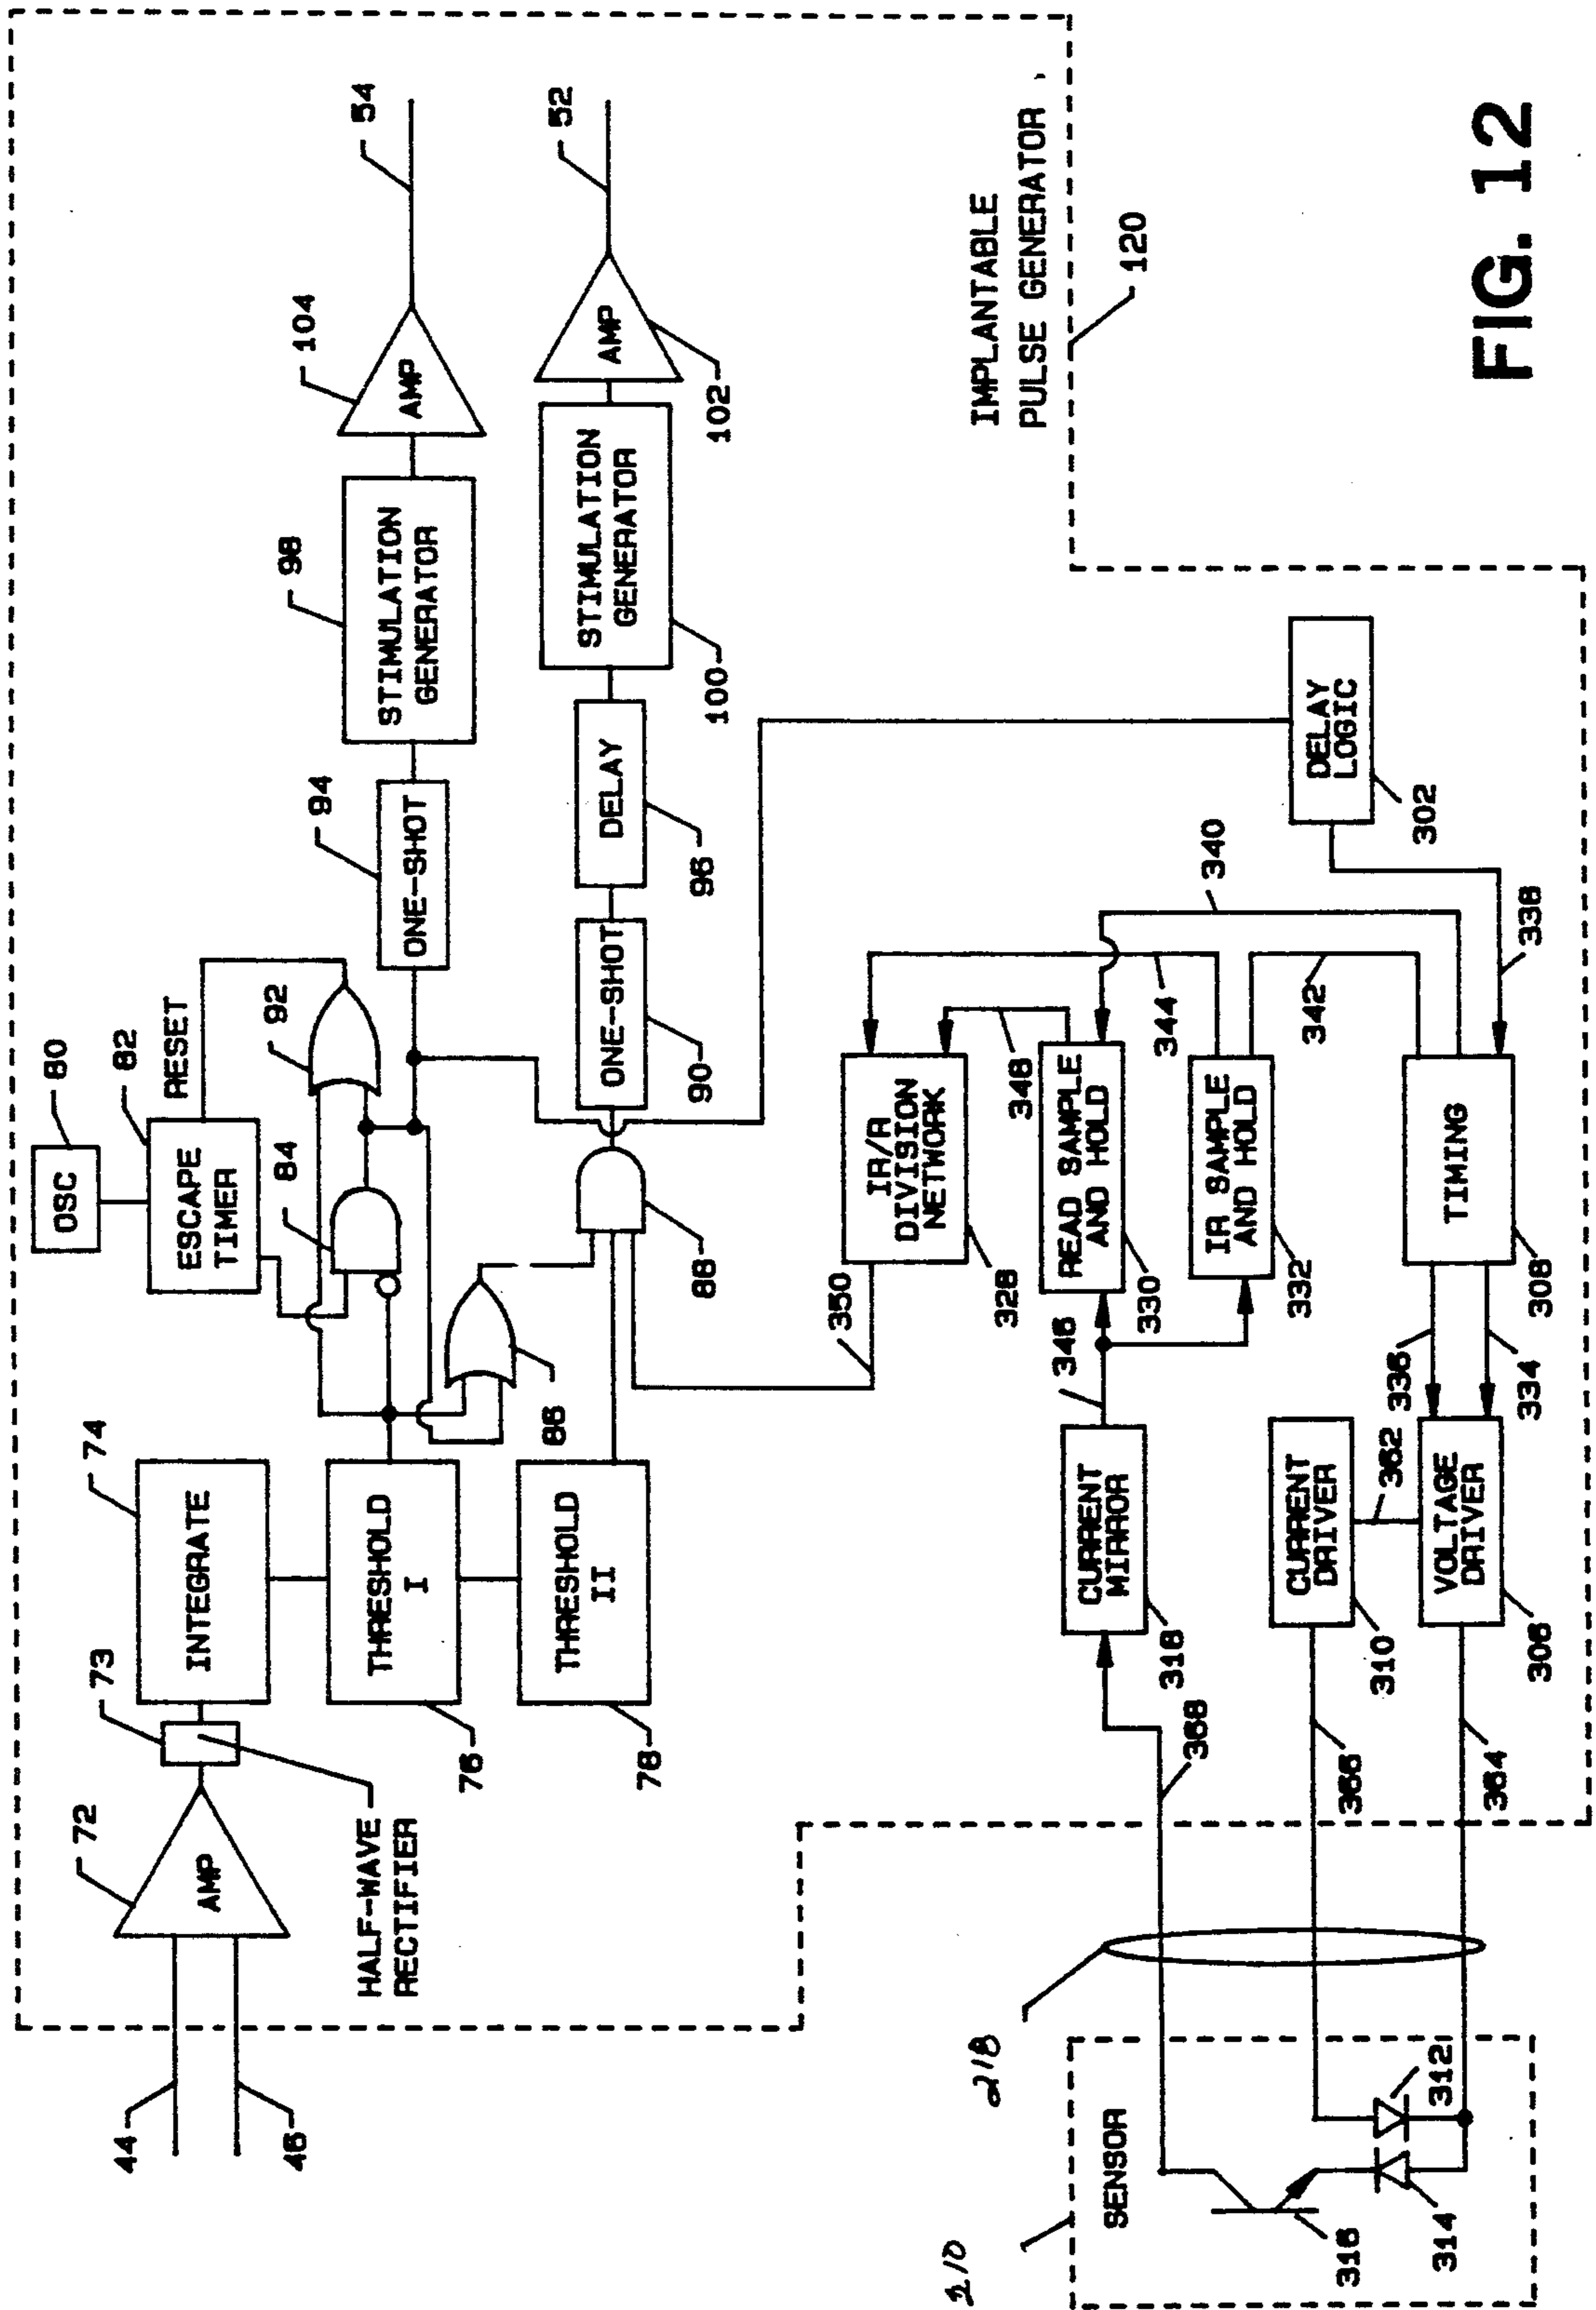 44
46
72
AMP
HALF-WAVE
RECTIFIER
73
74
INTEGRATE
THRESHOLD
I
76
THRESHOLD
II
78
OSC
80
ESCAPE
TIMER
82
RESET
84
92
86
88
ONE-SHOT
94
ONE-SHOT
90
DELAY
96
STIMULATION
GENERATOR
98
STIMULATION
GENERATOR
100
AMP
104
AMP
102
54
52
IMPLANTABLE
PULSE GENERATOR
120
210
SENSOR
316
314
312
218
368
366
364
CURRENT
MIRROR
318
346
CURRENT
DRIVER
310
362
VOLTAGE
DRIVER
306
336
334
350
IR/R
DIVISION
NETWORK
328
348
READ SAMPLE
AND HOLD
330
344
IR SAMPLE
AND HOLD
332
342
340
TIMING
308
338
DELAY
LOGIC
302
FIG. 12